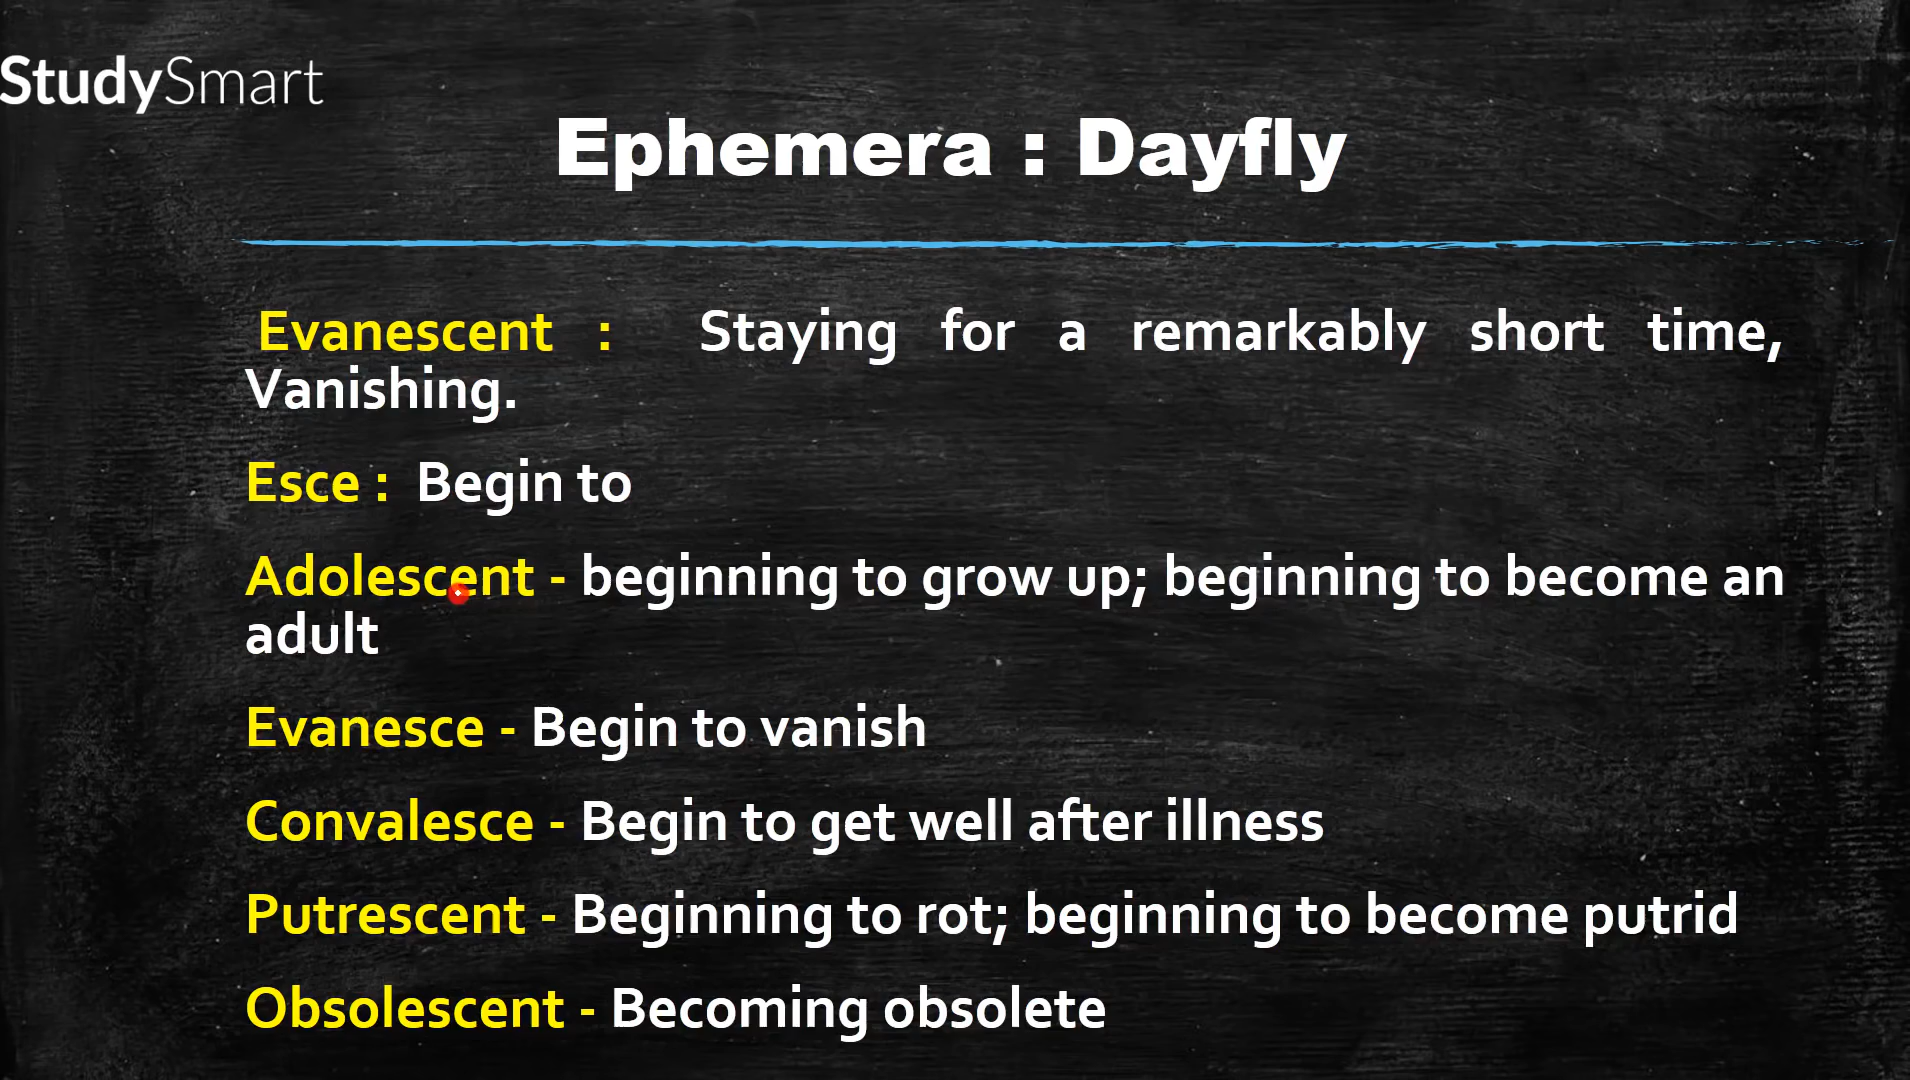 StudySmart
Ephemera : Dayfly
Evanescent : Staying for a remarkably short time,
Vanishing.
Esce : Begin to
Adolescent - beginning to grow up; beginning to become an
adult
Evanesce - Begin to vanish
Convalesce - Begin to get well after illness
Putrescent - Beginning to rot; beginning to become putrid
Obsolescent - Becoming obsolete